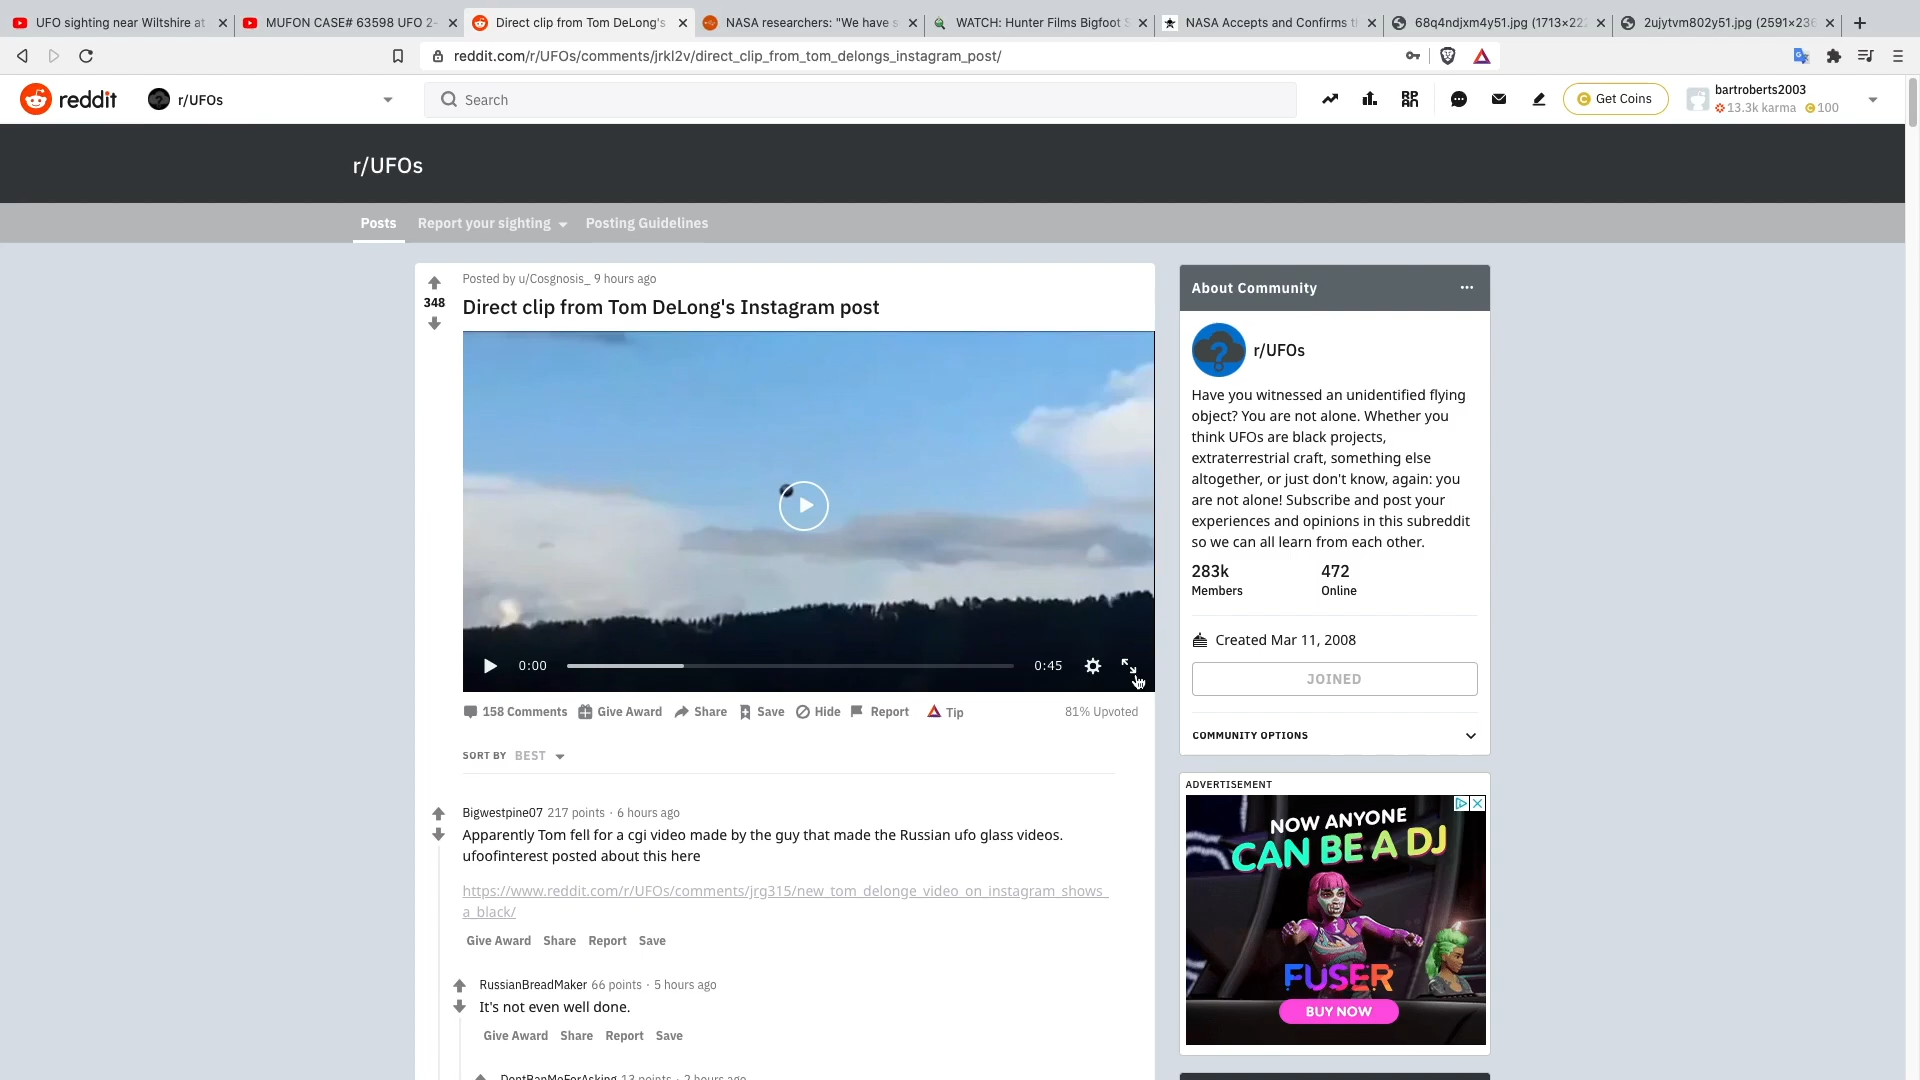 UFO sighting near Wiltshire at
MUFON CASE# 63598 UFO 2-
Direct clip from Tom DeLong's
NASA researchers: "We have s
WATCH: Hunter Films Bigfoot S
NASA Accepts and Confirms t
68q4ndjxm4y51.jpg (1713×22
2ujytvm802y51.jpg (2591×236
reddit.com/r/UFOs/comments/jrkl2v/direct_clip_from_tom_delongs_instagram_post/
reddit
r/UFOs
Search
Get Coins
bartroberts2003
13.3k karma 100
r/UFOs
Posts Report your sighting Posting Guidelines
Posted by u/Cosgnosis_ 9 hours ago
348
Direct clip from Tom DeLong's Instagram post
0:00
0:45
158 Comments Give Award Share Save Hide Report Tip
81% Upvoted
SORT BY BEST
Bigwestpine07 217 points · 6 hours ago
Apparently Tom fell for a cgi video made by the guy that made the Russian ufo glass videos.
ufoofinterest posted about this here
https://www.reddit.com/r/UFOs/comments/jrg315/new_tom_delonge_video_on_instagram_shows_
a_black/
Give Award Share Report Save
RussianBreadMaker 66 points · 5 hours ago
It's not even well done.
Give Award Share Report Save
DontBanMeForAsking 13 points · 2 hours ago
About Community
r/UFOs
Have you witnessed an unidentified flying
object? You are not alone. Whether you
think UFOs are black projects,
extraterrestrial craft, something else
altogether, or just don't know, again: you
are not alone! Subscribe and post your
experiences and opinions in this subreddit
so we can all learn from each other.
283k 472
Members Online
Created Mar 11, 2008
JOINED
COMMUNITY OPTIONS
ADVERTISEMENT
NOW ANYONE
CAN BE A DJ
FUSER
BUY NOW